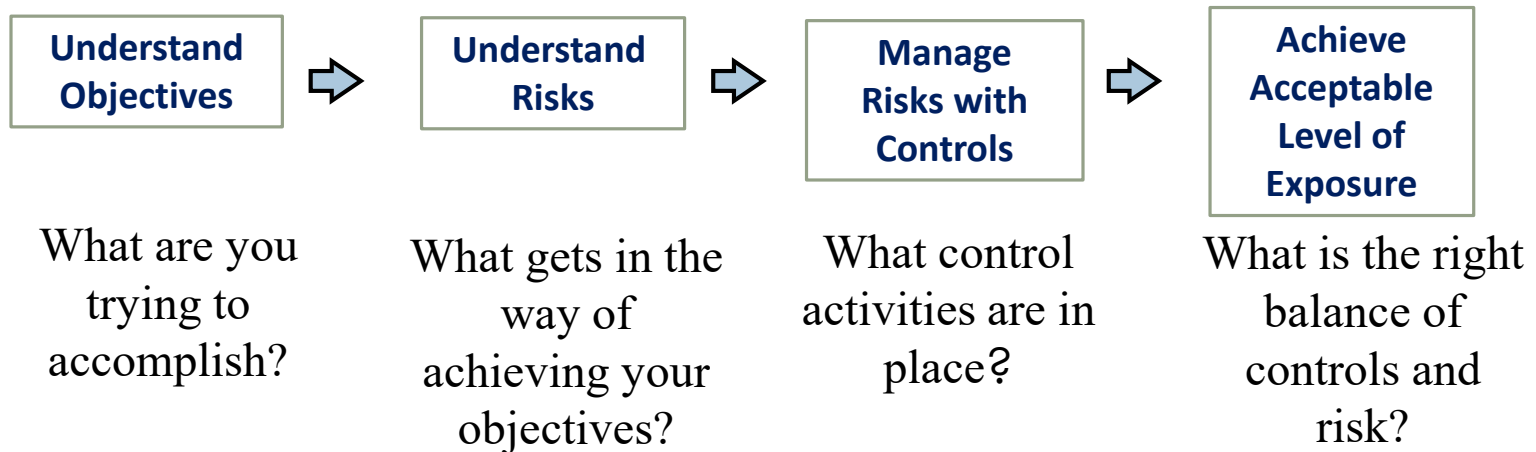 Understand
Objectives
Understand
Risks
Manage
Risks with
Controls
Achieve
Acceptable
Level of
Exposure
What are you
trying to
accomplish?
What gets in the
way of
achieving your
objectives?
What control
activities are in
place?
What is the right
balance of
controls and
risk?